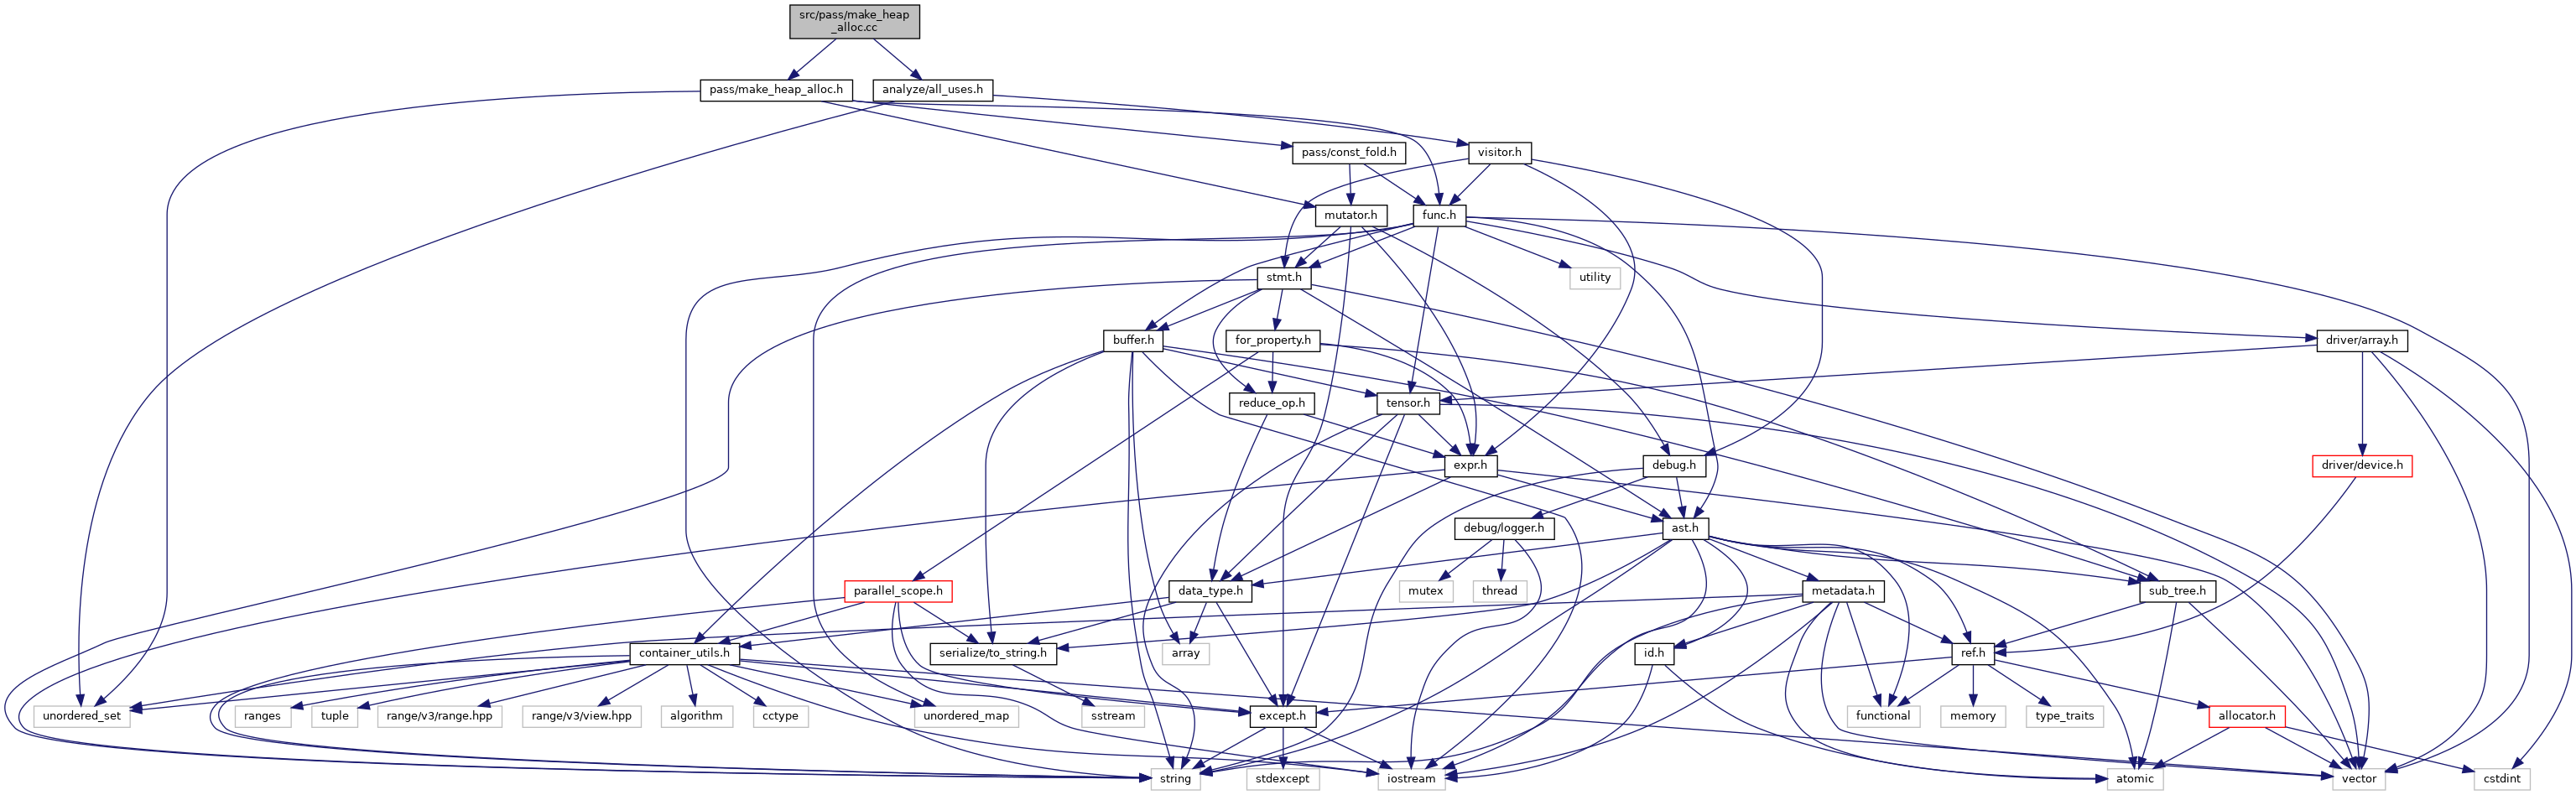 src/pass/make_heap
_alloc.cc
pass/make_heap_alloc.h
analyze/all_uses.h
pass/const_fold.h
visitor.h
mutator.h
func.h
stmt.h
utility
buffer.h
for_property.h
driver/array.h
reduce_op.h
tensor.h
expr.h
debug.h
driver/device.h
debug/logger.h
ast.h
parallel_scope.h
data_type.h
mutex
thread
metadata.h
sub_tree.h
container_utils.h
serialize/to_string.h
array
id.h
ref.h
unordered_set
ranges
tuple
range/v3/range.hpp
range/v3/view.hpp
algorithm
cctype
unordered_map
sstream
except.h
functional
memory
type_traits
allocator.h
string
stdexcept
iostream
atomic
vector
cstdint